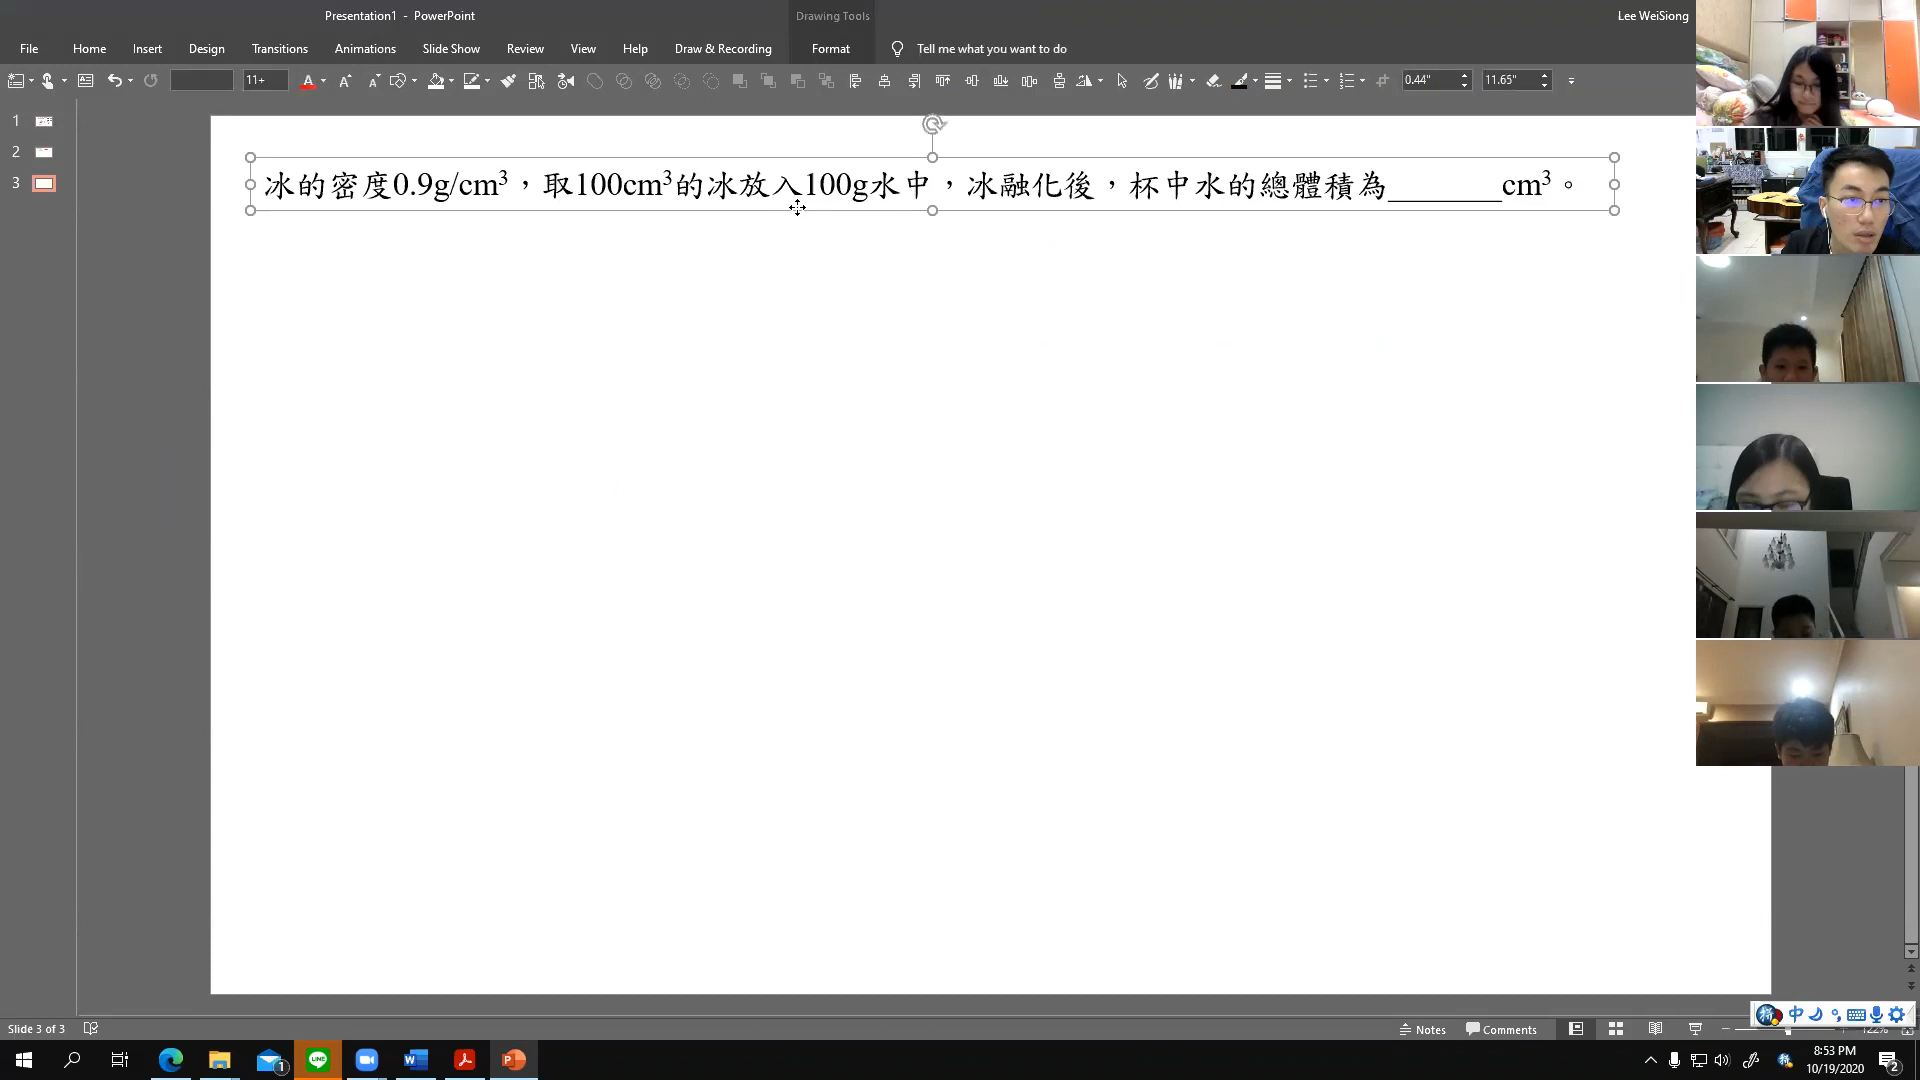 Presentation1 - PowerPoint
Drawing Tools
Lee WeiSiong
File Home Insert Design Transitions Animations Slide Show Review View Help Draw & Recording Format Tell me what you want to do
11+ A A A 0.44" 11.65"
1
2
3
冰的密度0.9g/cm³，取100cm³的冰放入100g水中，冰融化後，杯中水的總體積為_______cm³。
中
Slide 3 of 3 Notes Comments 122%
1
8:53 PM
10/19/2020
2